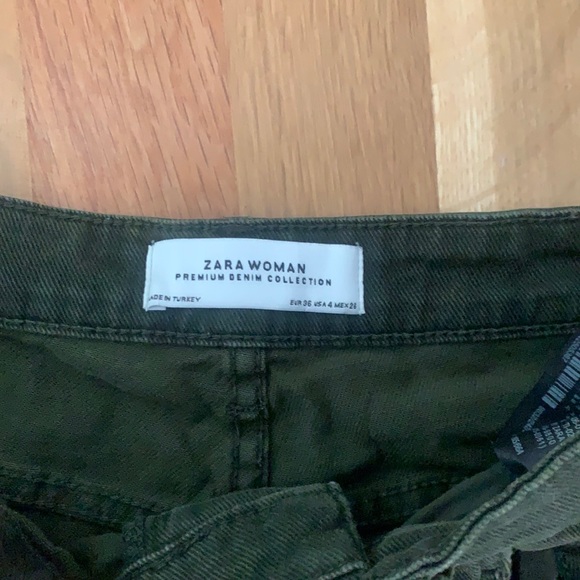 ZARA WOMAN
PREMIUM DENIM COLLECTION
MADE IN TURKEY
EUR 36 USA 4 MEX 26